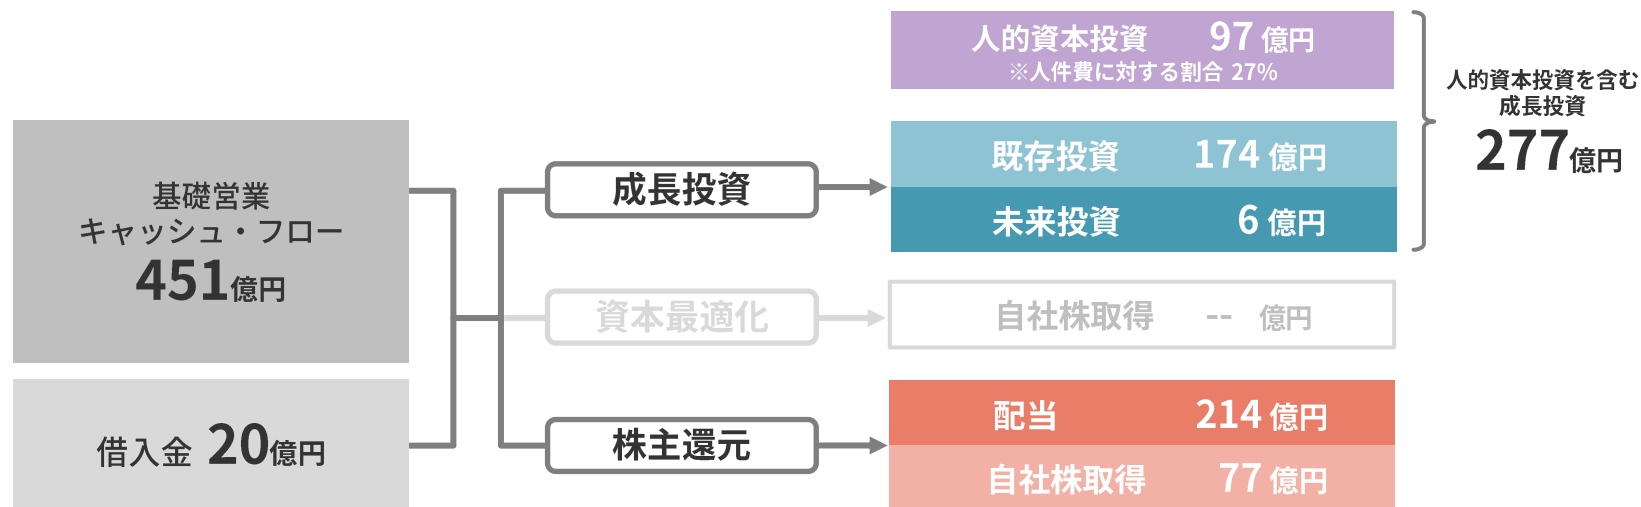 基礎営業
キャッシュ・フロー
451億円
借入金 20億円
成長投資
資本最適化
株主還元
人的資本投資 97 億円
※人件費に対する割合 27%
既存投資 174 億円
未来投資 6 億円
自社株取得 -- 億円
配当 214 億円
自社株取得 77 億円
人的資本投資を含む
成長投資
277億円